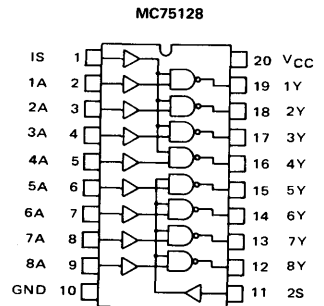 MC75128
1S 1 20 VCC
1A 2 19 1Y
2A 3 18 2Y
3A 4 17 3Y
4A 5 16 4Y
5A 6 15 5Y
6A 7 14 6Y
7A 8 13 7Y
8A 9 12 8Y
GND 10 11 2S